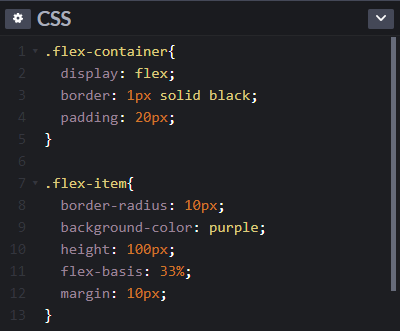 CSS
1 .flex-container{
2 display: flex;
3 border: 1px solid black;
4 padding: 20px;
5 }
6
7 .flex-item{
8 border-radius: 10px;
9 background-color: purple;
10 height: 100px;
11 flex-basis: 33%;
12 margin: 10px;
13 }